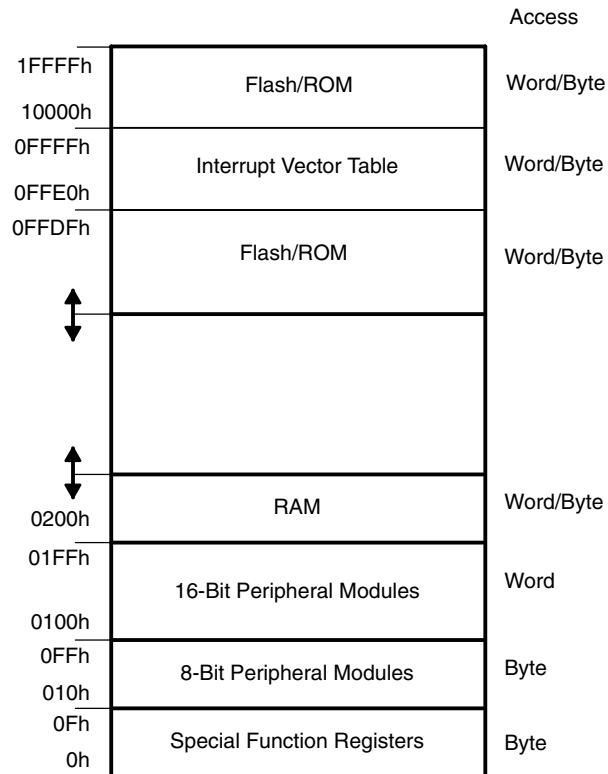 Access
1FFFFh
Flash/ROM
Word/Byte
10000h
0FFFFh
Interrupt Vector Table
Word/Byte
0FFE0h
0FFDFh
Flash/ROM
Word/Byte
RAM
Word/Byte
0200h
01FFh
16-Bit Peripheral Modules
Word
0100h
0FFh
8-Bit Peripheral Modules
Byte
010h
0Fh
Special Function Registers
Byte
0h